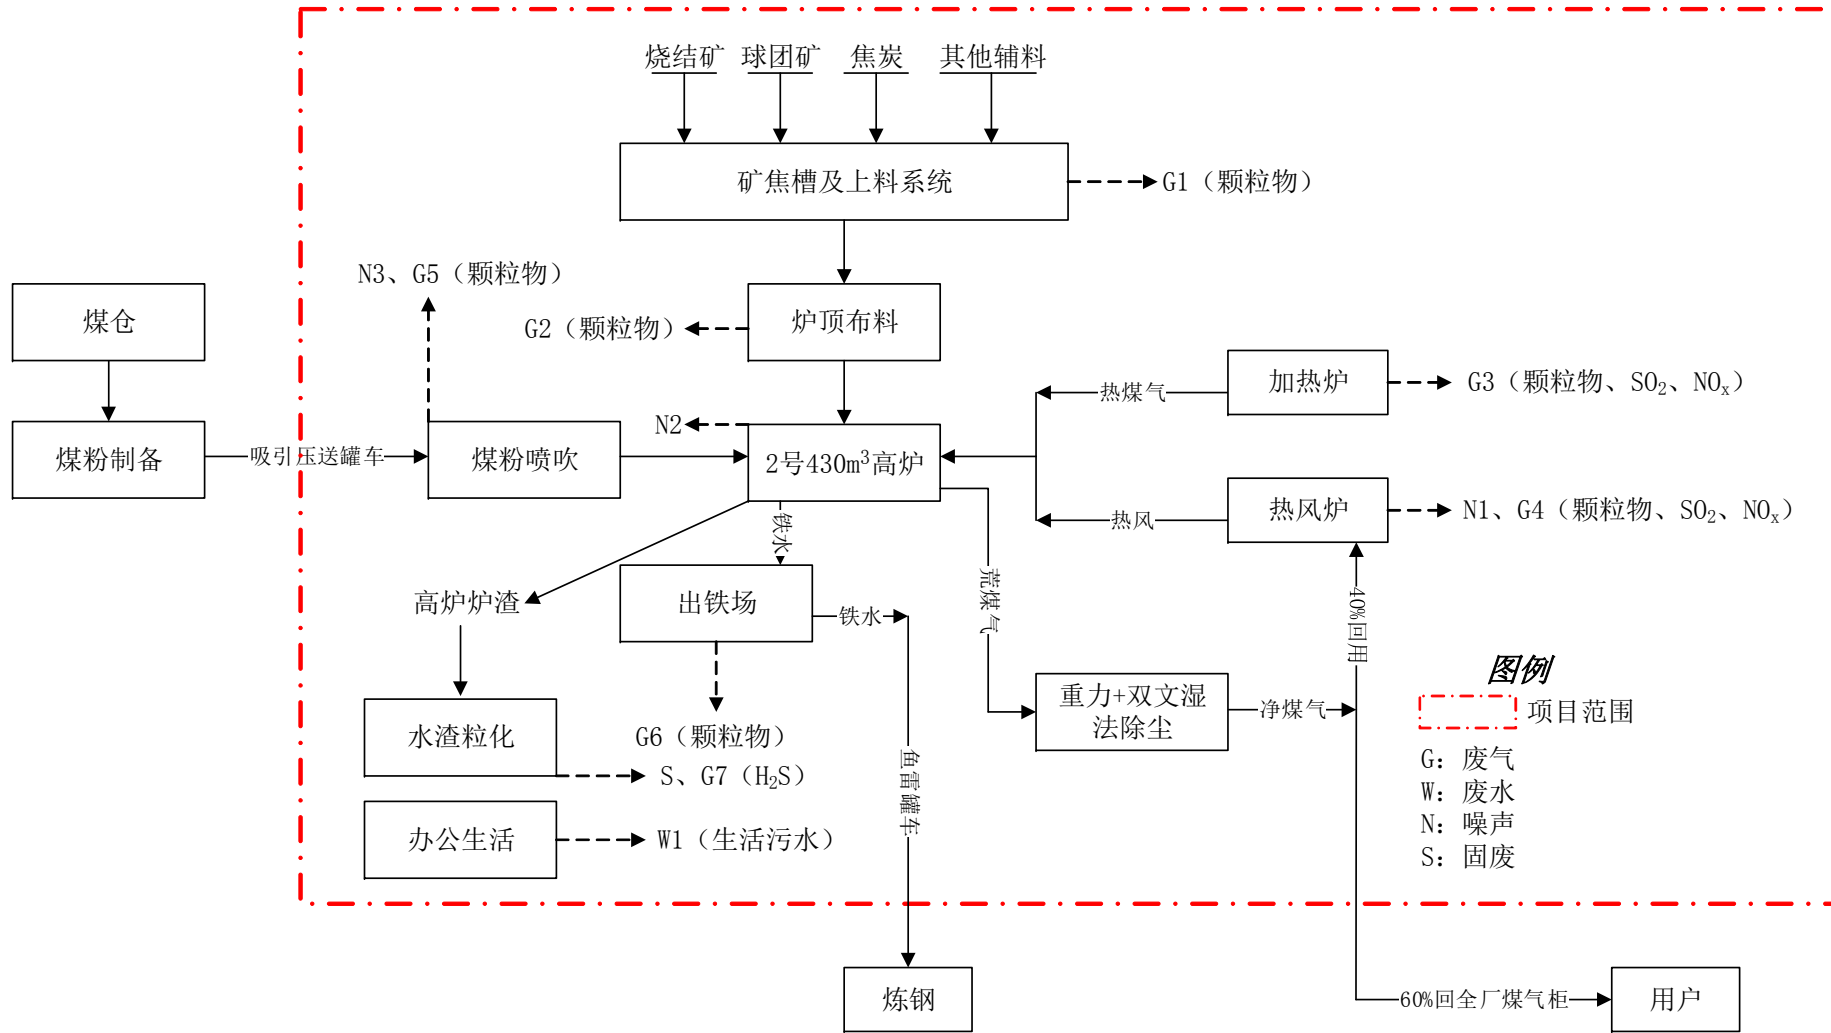 烧结矿
球团矿
焦炭
其他辅料
矿焦槽及上料系统
G1（颗粒物）
N3、G5（颗粒物）
煤仓
G2（颗粒物）
炉顶布料
加热炉
G3（颗粒物、SO₂、NOₓ）
热煤气
N2
煤粉制备
吸引压送罐车
煤粉喷吹
2号430m³高炉
热风炉
N1、G4（颗粒物、SO₂、NOₓ）
热风
铁水
荒煤气
40%回用
高炉炉渣
出铁场
铁水
重力+双文湿
法除尘
净煤气
图例
项目范围
水渣粒化
G6（颗粒物）
S、G7（H₂S）
鱼雷罐车
G：废气
W：废水
N：噪声
S：固废
办公生活
W1（生活污水）
炼钢
60%回全厂煤气柜
用户